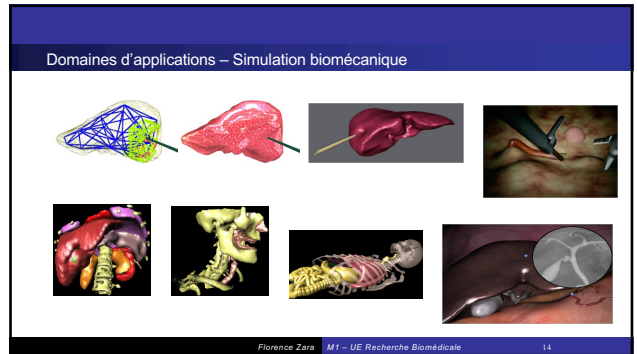 Domaines d'applications – Simulation biomécanique
Florence Zara M1 – UE Recherche Biomédicale 14